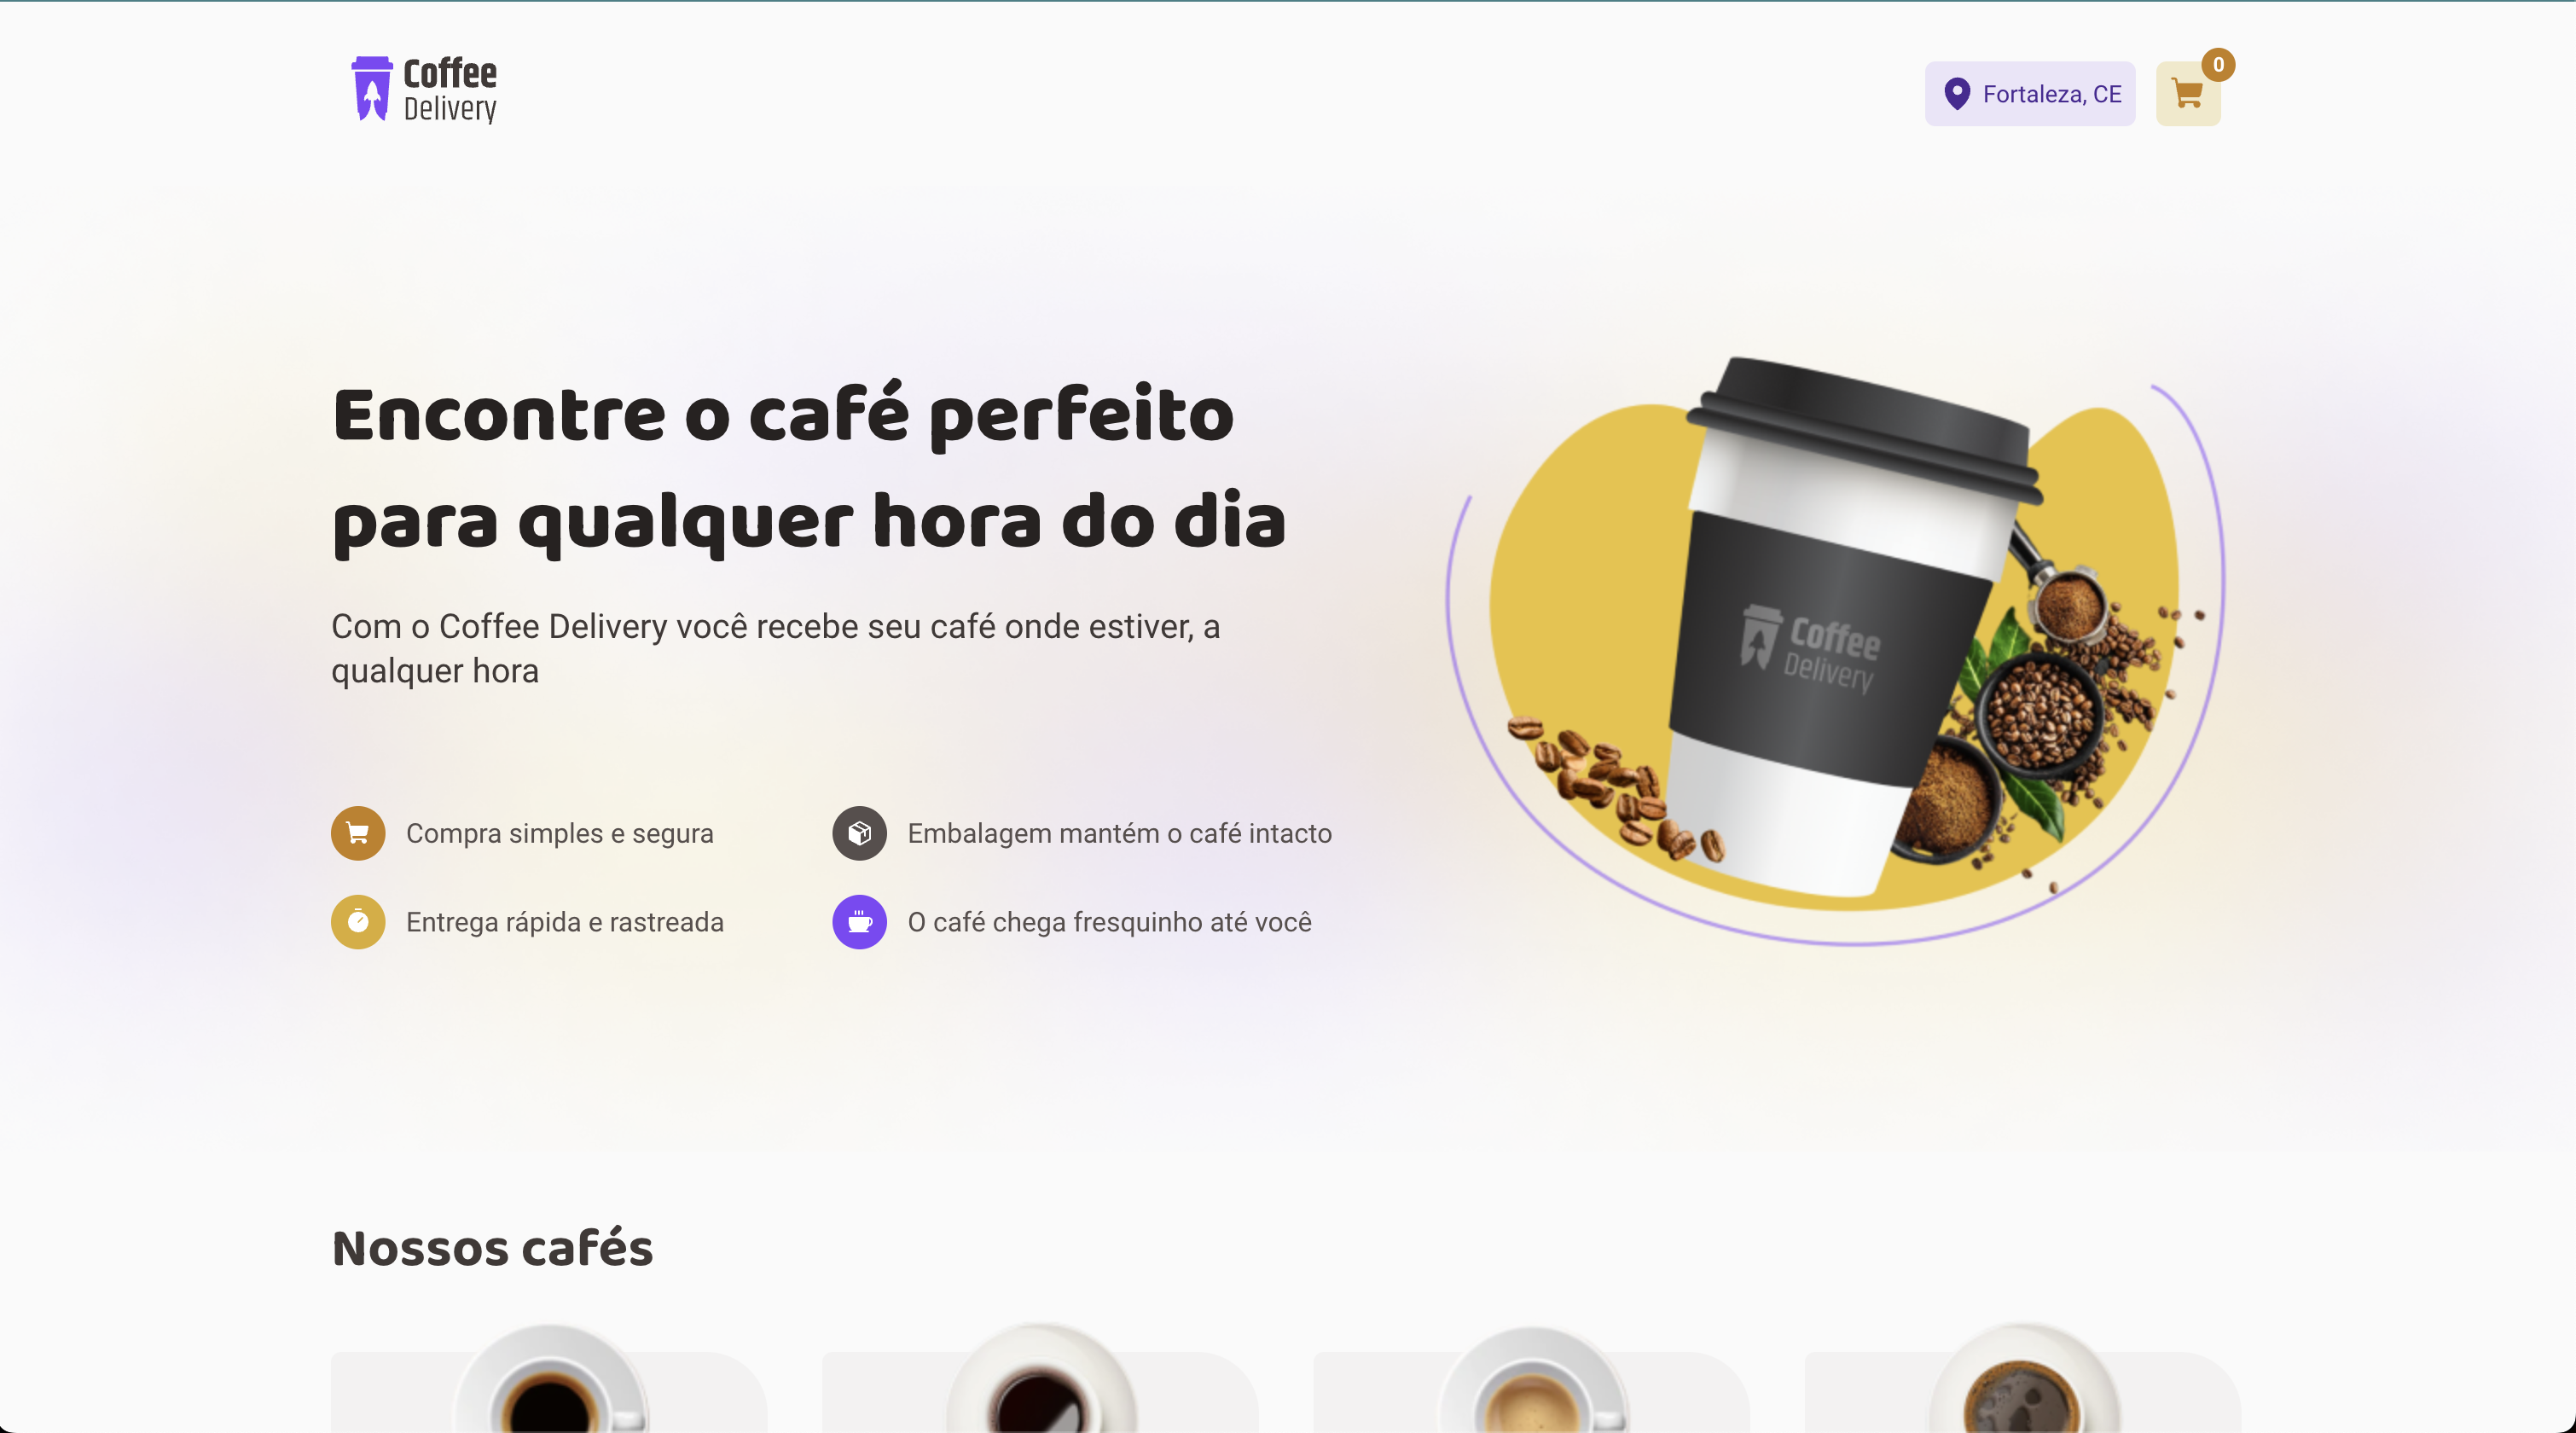 Coffee
Delivery
Fortaleza, CE
0
Encontre o café perfeito
para qualquer hora do dia
Com o Coffee Delivery você recebe seu café onde estiver, a
qualquer hora
Coffee
Delivery
Compra simples e segura
Embalagem mantém o café intacto
Entrega rápida e rastreada
O café chega fresquinho até você
Nossos cafés